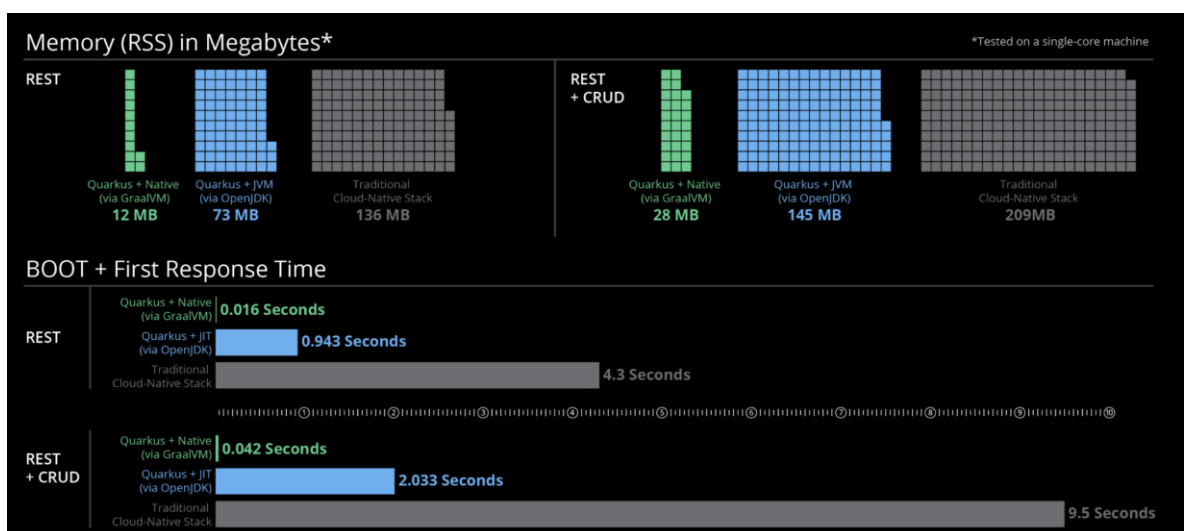 Memory (RSS) in Megabytes*
*Tested on a single-core machine
REST
Quarkus + Native
(via GraalVM)
12 MB
Quarkus + JVM
(via OpenJDK)
73 MB
Traditional
Cloud-Native Stack
136 MB
REST
+ CRUD
Quarkus + Native
(via GraalVM)
28 MB
Quarkus + JVM
(via OpenJDK)
145 MB
Traditional
Cloud-Native Stack
209MB
BOOT + First Response Time
REST
Quarkus + Native
(via GraalVM)
0.016 Seconds
Quarkus + JIT
(via OpenJDK)
0.943 Seconds
Traditional
Cloud-Native Stack
4.3 Seconds
1 2 3 4 5 6 7 8 9 10
REST
+ CRUD
Quarkus + Native
(via GraalVM)
0.042 Seconds
Quarkus + JIT
(via OpenJDK)
2.033 Seconds
Traditional
Cloud-Native Stack
9.5 Seconds